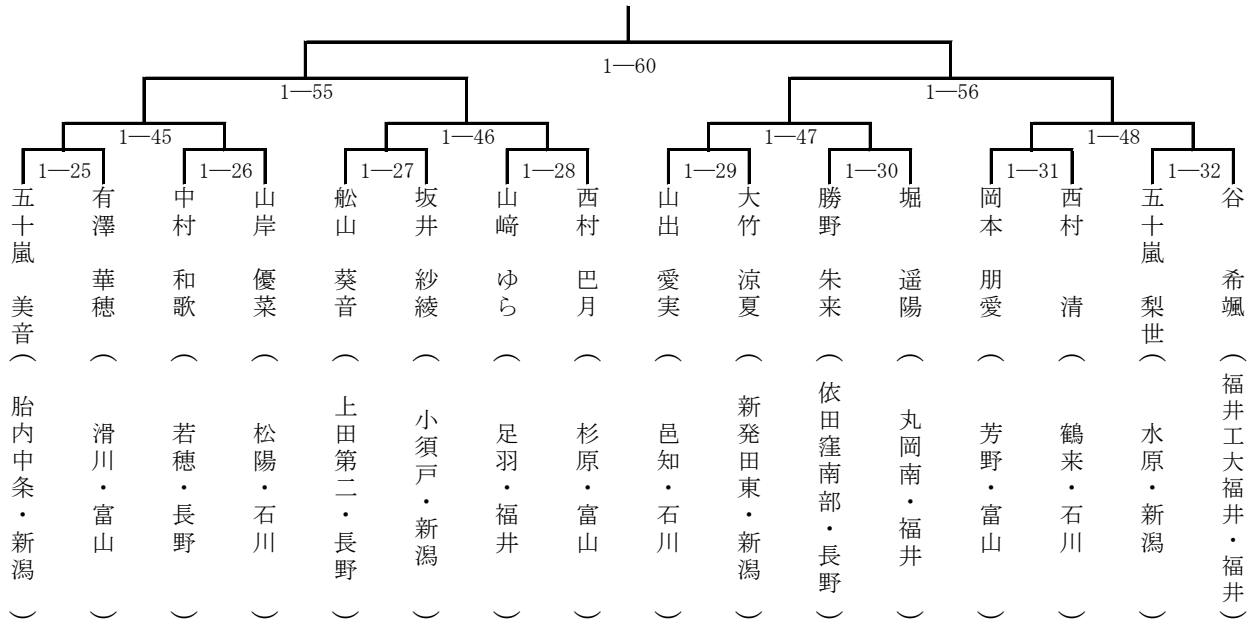 1―60
1―55
1―56
1―45
1―46
1―47
1―48
1―25
1―26
1―27
1―28
1―29
1―30
1―31
1―32
五十嵐 美音（胎内中条・新潟）
有澤 華穂（滑川・富山）
中村 和歌（若穂・長野）
山岸 優菜（松陽・石川）
舩山 葵音（上田第二・長野）
坂井 紗綾（小須戸・新潟）
山﨑 ゆら（足羽・福井）
西村 巴月（杉原・富山）
山出 愛実（邑知・石川）
大竹 涼夏（新発田東・新潟）
勝野 朱来（依田窪南部・長野）
堀 遥陽（丸岡南・福井）
岡本 朋愛（芳野・富山）
西村 清（鶴来・石川）
五十嵐 梨世（水原・新潟）
谷 希颯（福井工大福井・福井）